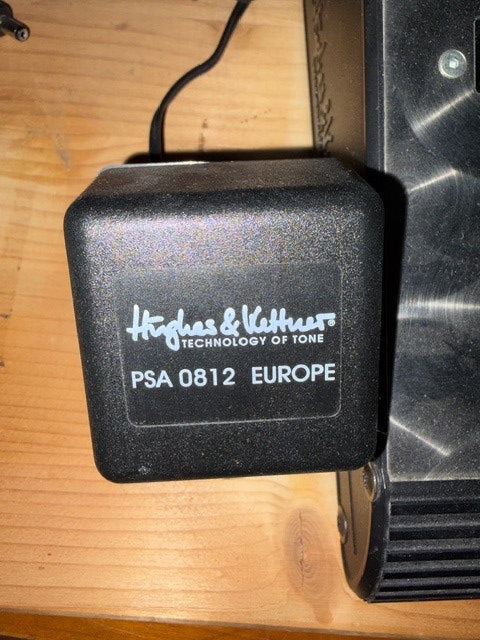 Hughes & Kettner®
TECHNOLOGY OF TONE
PSA 0812 EUROPE